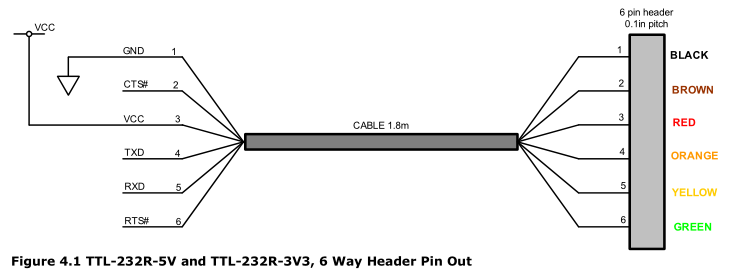 6 pin header
0.1in pitch
VCC
GND 1
CTS# 2
VCC 3
TXD 4
RXD 5
RTS# 6
CABLE 1.8m
1 BLACK
2 BROWN
3 RED
4 ORANGE
5 YELLOW
6 GREEN
Figure 4.1 TTL-232R-5V and TTL-232R-3V3, 6 Way Header Pin Out